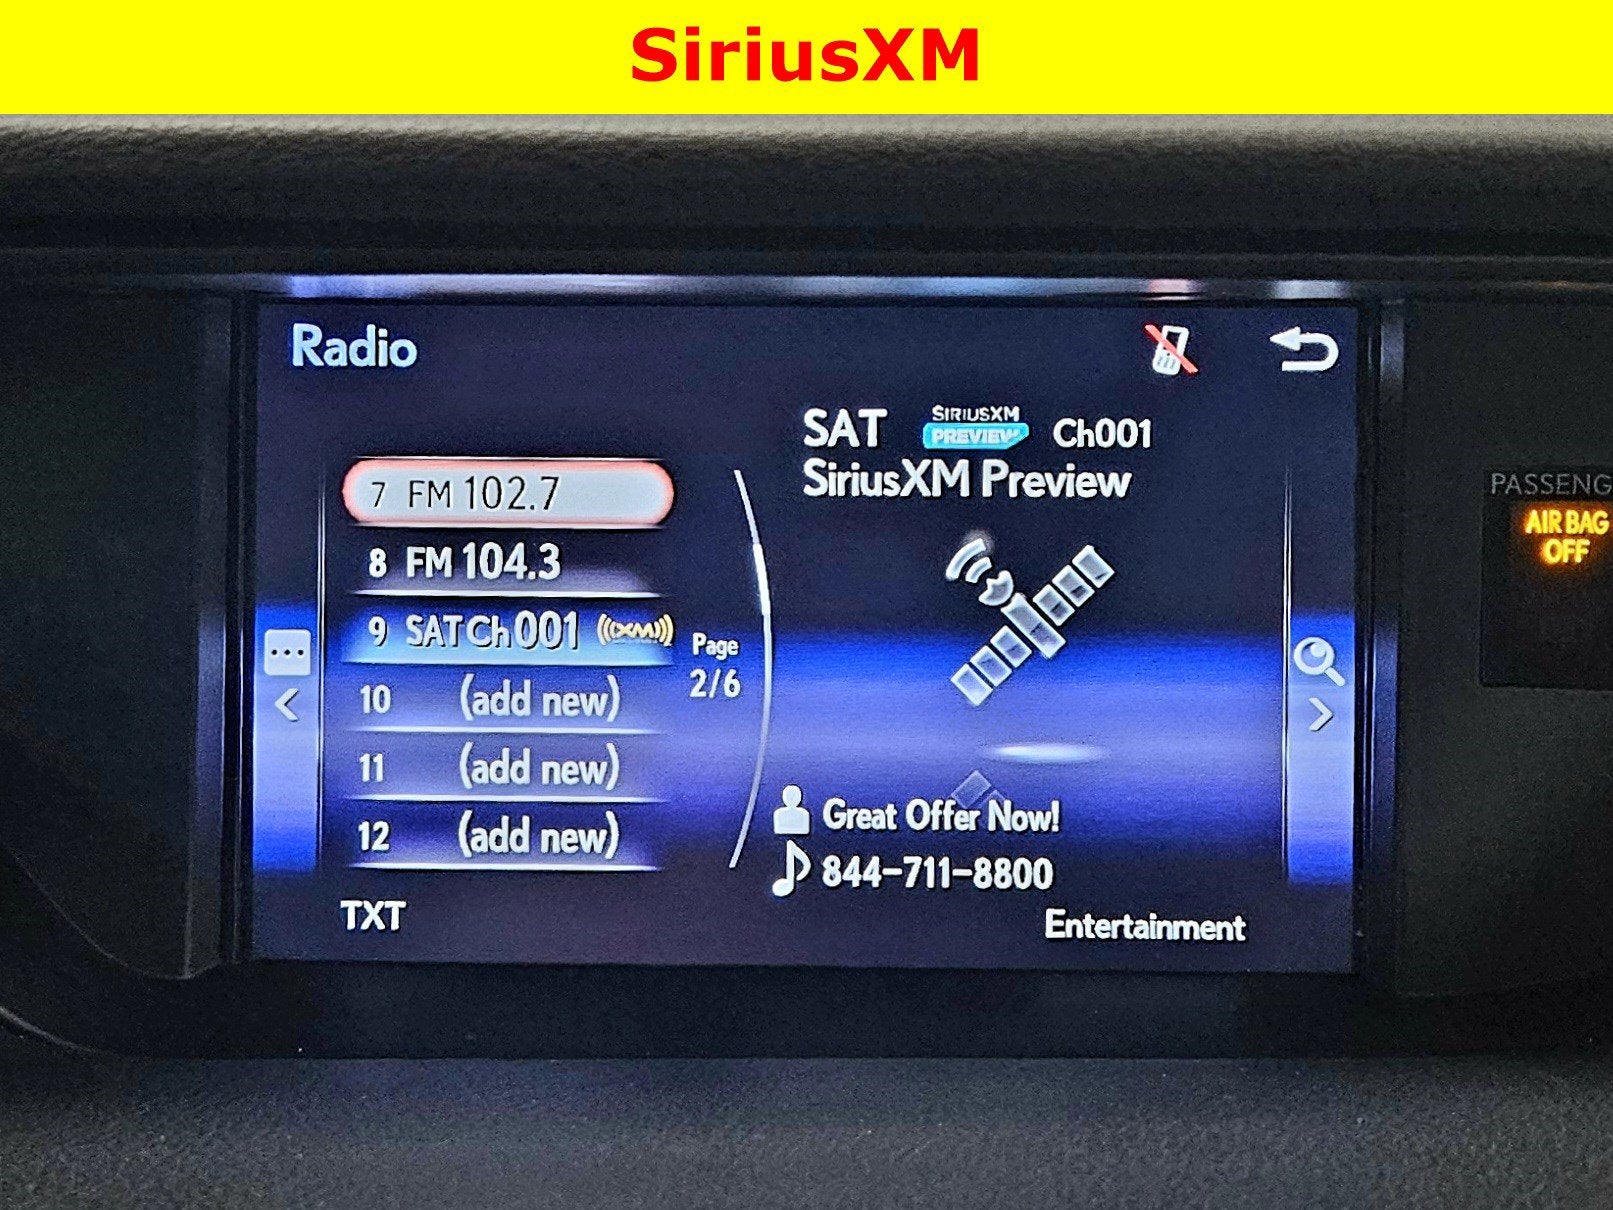 SiriusXM
Radio
7 FM 102.7
8 FM 104.3
9 SAT Ch 001 ((XM))
10 (add new)
11 (add new)
12 (add new)
Page
2/6
TXT
SAT SIRIUSXM PREVIEW Ch001
SiriusXM Preview
Great Offer Now!
844-711-8800
Entertainment
PASSENG
AIR BAG
OFF